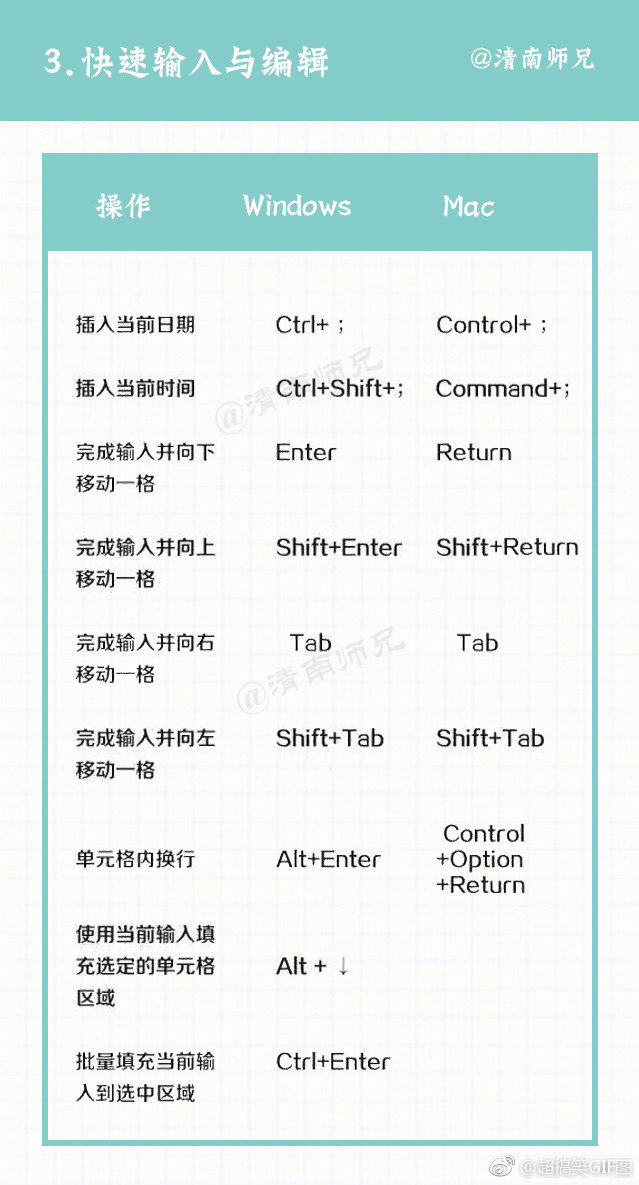 3.快速输入与编辑
@清南师兄
操作 Windows Mac
插入当前日期 Ctrl+ ; Control+ ;
@清南师兄
插入当前时间 Ctrl+Shift+; Command+;
完成输入并向下 Enter Return
移动一格
完成输入并向上 Shift+Enter Shift+Return
移动一格
完成输入并向右 Tab Tab
移动一格
@清南师兄
完成输入并向左 Shift+Tab Shift+Tab
移动一格
单元格内换行 Alt+Enter Control
+Option
+Return
使用当前输入填
充选定的单元格 Alt + ↓
区域
批量填充当前输 Ctrl+Enter
入到选中区域
@超搞笑GIF图